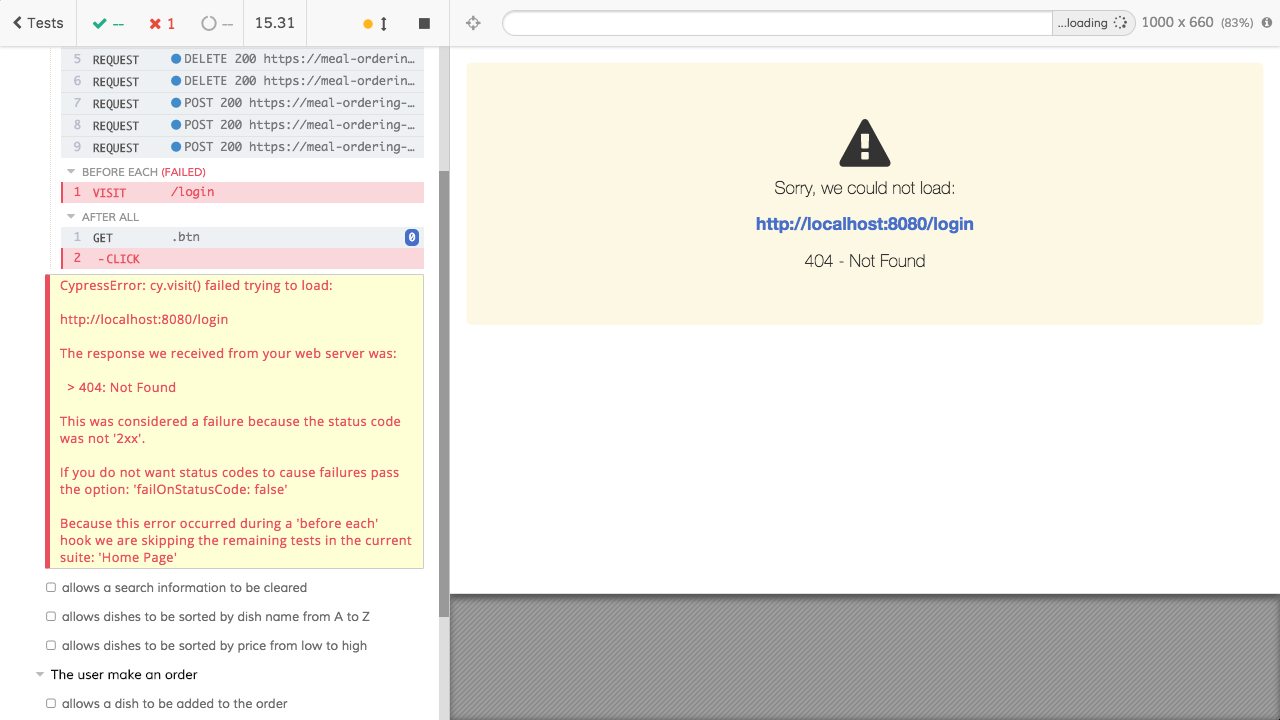 Tests
--
1
--
15.31
...loading
1000 x 660 (83%)
5 REQUEST DELETE 200 https://meal-orderin…
6 REQUEST DELETE 200 https://meal-orderin…
7 REQUEST POST 200 https://meal-ordering-…
8 REQUEST POST 200 https://meal-ordering-…
9 REQUEST POST 200 https://meal-ordering-…
BEFORE EACH (FAILED)
1 VISIT /login
AFTER ALL
1 GET .btn 0
2 -CLICK
CypressError: cy.visit() failed trying to load:
http://localhost:8080/login
The response we received from your web server was:
> 404: Not Found
This was considered a failure because the status code
was not '2xx'.
If you do not want status codes to cause failures pass
the option: 'failOnStatusCode: false'
Because this error occurred during a 'before each'
hook we are skipping the remaining tests in the current
suite: 'Home Page'
allows a search information to be cleared
allows dishes to be sorted by dish name from A to Z
allows dishes to be sorted by price from low to high
The user make an order
allows a dish to be added to the order
Sorry, we could not load:
http://localhost:8080/login
404 - Not Found